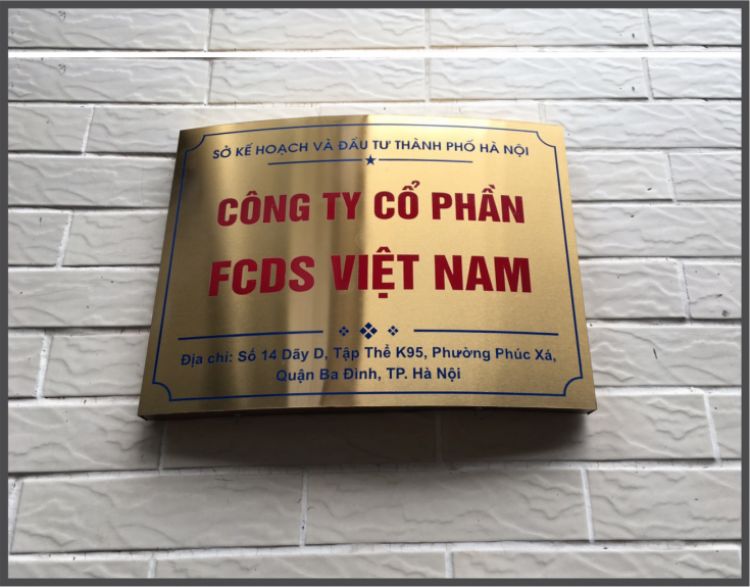 SỞ KẾ HOẠCH VÀ ĐẦU TƯ THÀNH PHỐ HÀ NỘI
CÔNG TY CỔ PHẦN
FCDS VIỆT NAM
Địa chỉ: Số 14 Dãy D, Tập Thể K95, Phường Phúc Xá,
Quận Ba Đình, TP. Hà Nội